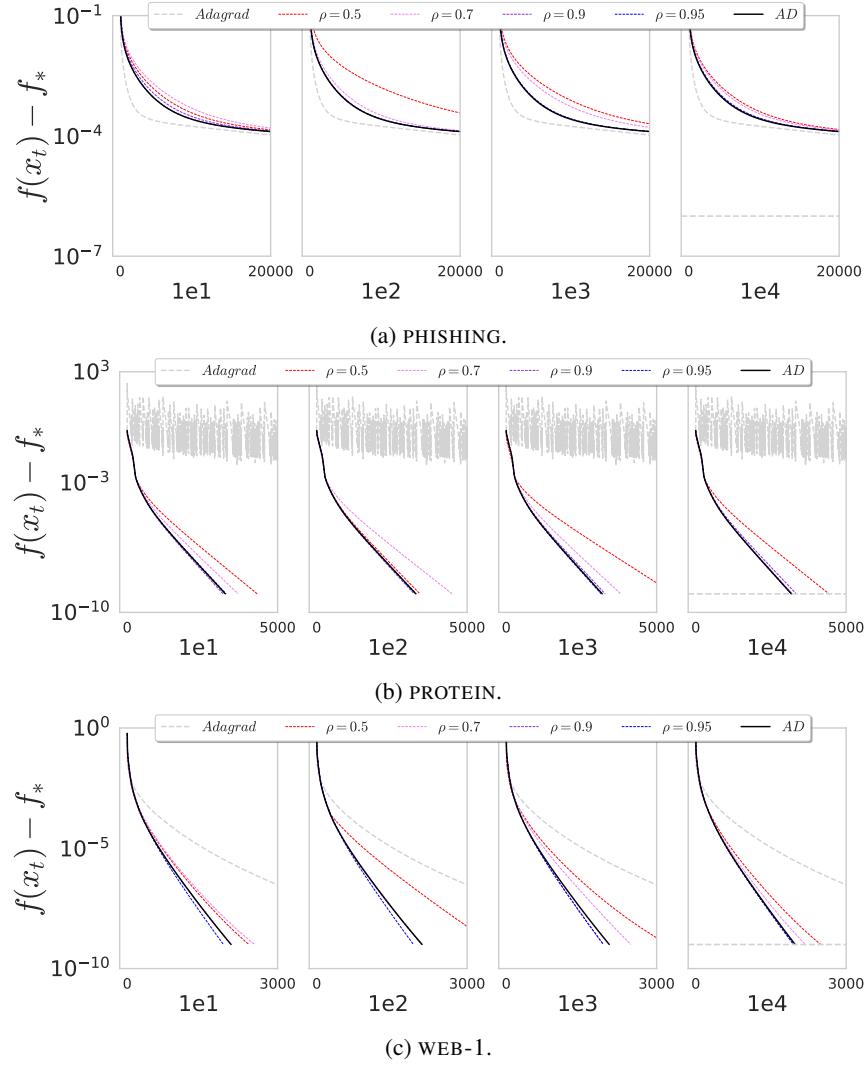 Adagrad ρ = 0.5 ρ = 0.7 ρ = 0.9 ρ = 0.95 AD
f(x_t) − f_*
10^{-1}
10^{-4}
10^{-7}
0 20000 0 20000 0 20000 0 20000
1e1 1e2 1e3 1e4
(a) PHISHING.
Adagrad ρ = 0.5 ρ = 0.7 ρ = 0.9 ρ = 0.95 AD
f(x_t) − f_*
10^{3}
10^{-3}
10^{-10}
0 5000 0 5000 0 5000 0 5000
1e1 1e2 1e3 1e4
(b) PROTEIN.
Adagrad ρ = 0.5 ρ = 0.7 ρ = 0.9 ρ = 0.95 AD
f(x_t) − f_*
10^{0}
10^{-5}
10^{-10}
0 3000 0 3000 0 3000 0 3000
1e1 1e2 1e3 1e4
(c) WEB-1.